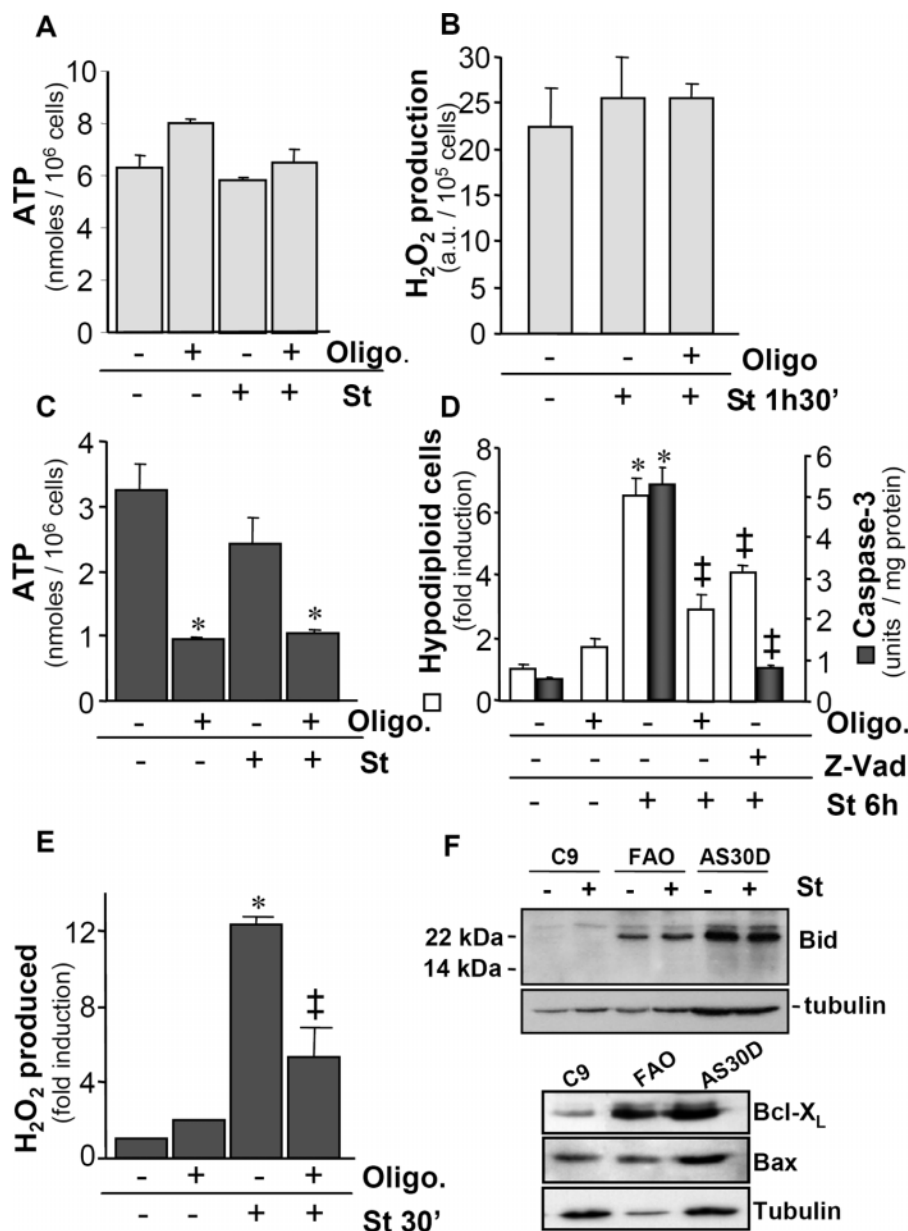 A
ATP
(nmoles / 10⁶ cells)
10
8
6
4
2
0
- + - + Oligo.
- - + + St
B
H₂O₂ production
(a.u. / 10⁵ cells)
30
25
20
15
10
5
0
- - + Oligo
- + + St 1h30'
C
ATP
(nmoles / 10⁶ cells)
4
3
2
1
0
* *
- + - + Oligo.
- - + + St
D
Hypodiploid cells
(fold induction)
8
6
4
2
0
* * ‡ ‡ ‡
6
5
4
3
2
1
0
Caspase-3
(units / mg protein)
- + - + - Oligo.
- - - - + Z-Vad
- - + + + St 6h
E
H₂O₂ produced
(fold induction)
12
8
4
0
* ‡
- + - + Oligo.
- - + + St 30'
F
C9 FAO AS30D
- + - + - + St
22 kDa -
14 kDa -
Bid
-tubulin
C9 FAO AS30D
Bcl-X_L
Bax
Tubulin